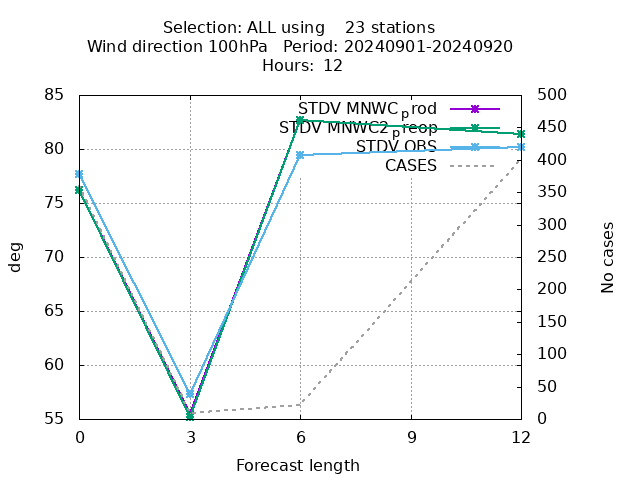 Selection: ALL using    23 stations
Wind direction 100hPa   Period: 20240901-20240920
Hours:  12
STDV MNWC_prod
STDV MNWC2_preop
STDV OBS
CASES
85
80
75
70
65
60
55
500
450
400
350
300
250
200
150
100
50
0
deg
No cases
0 3 6 9 12
Forecast length